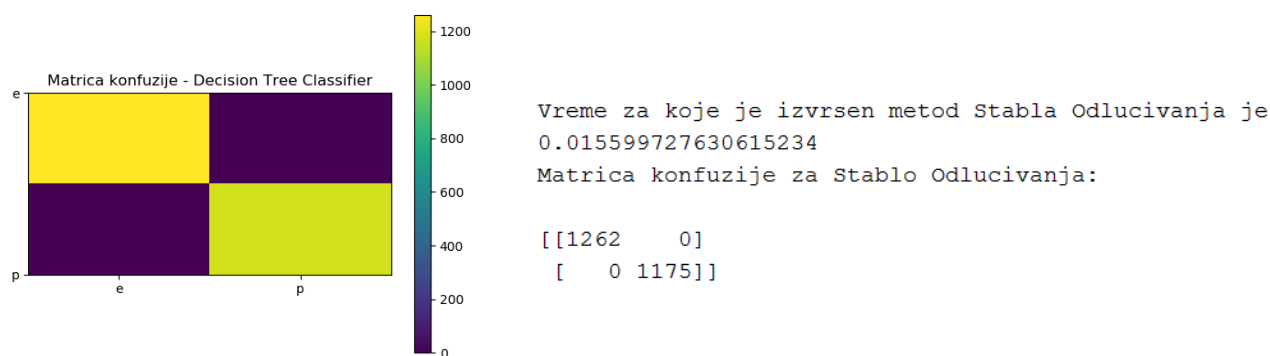 Matrica konfuzije - Decision Tree Classifier
e
p
e
p
1200
1000
800
600
400
200
0
Vreme za koje je izvrsen metod Stabla Odlucivanja je
0.015599727630615234
Matrica konfuzije za Stablo Odlucivanja:
[[1262 0]
[ 0 1175]]